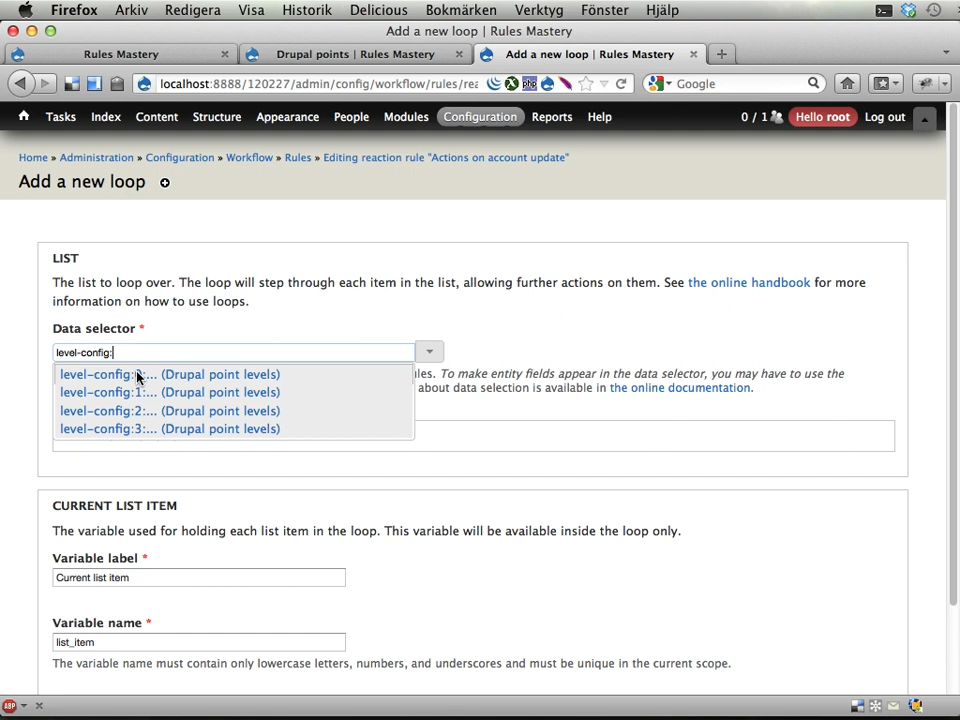 Firefox Arkiv Redigera Visa Historik Delicious Bokmärken Verktyg Fönster Hjälp
Add a new loop | Rules Mastery
Rules Mastery
Drupal points | Rules Mastery
Add a new loop | Rules Mastery
localhost:8888/120227/admin/config/workflow/rules/rea
php
Google
Tasks Index Content Structure Appearance People Modules Configuration Reports Help 0 / 1 Hello root Log out
Home » Administration » Configuration » Workflow » Rules » Editing reaction rule "Actions on account update"
Add a new loop
LIST
The list to loop over. The loop will step through each item in the list, allowing further actions on them. See the online handbook for more
information on how to use loops.
Data selector *
level-config:
level-config:0:... (Drupal point levels)
level-config:1:... (Drupal point levels)
level-config:2:... (Drupal point levels)
level-config:3:... (Drupal point levels)
les. To make entity fields appear in the data selector, you may have to use the
about data selection is available in the online documentation.
CURRENT LIST ITEM
The variable used for holding each list item in the loop. This variable will be available inside the loop only.
Variable label *
Current list item
Variable name *
list_item
The variable name must contain only lowercase letters, numbers, and underscores and must be unique in the current scope.
ABP